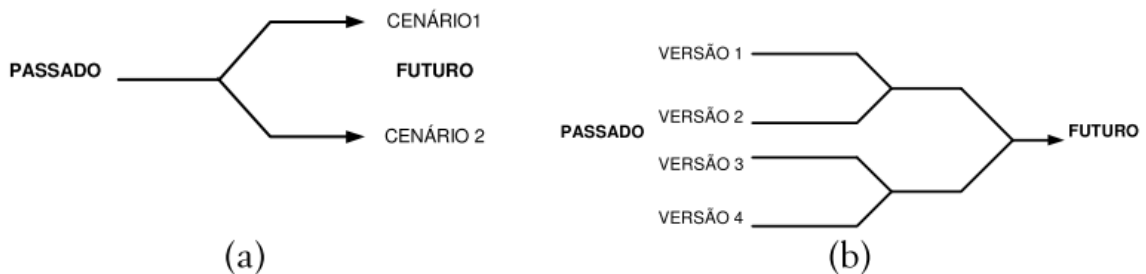 CENÁRIO1
PASSADO
FUTURO
CENÁRIO 2
(a)
VERSÃO 1
VERSÃO 2
PASSADO
FUTURO
VERSÃO 3
VERSÃO 4
(b)